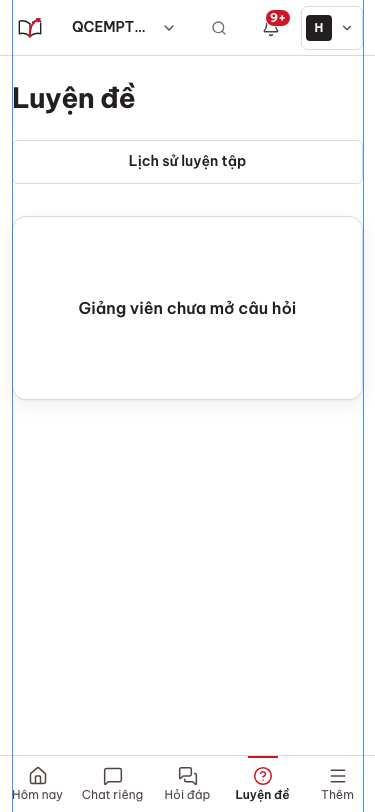 QCEMPT...
9+
H
Luyện đề
Lịch sử luyện tập
Giảng viên chưa mở câu hỏi
Hôm nay
Chat riêng
Hỏi đáp
Luyện đề
Thêm